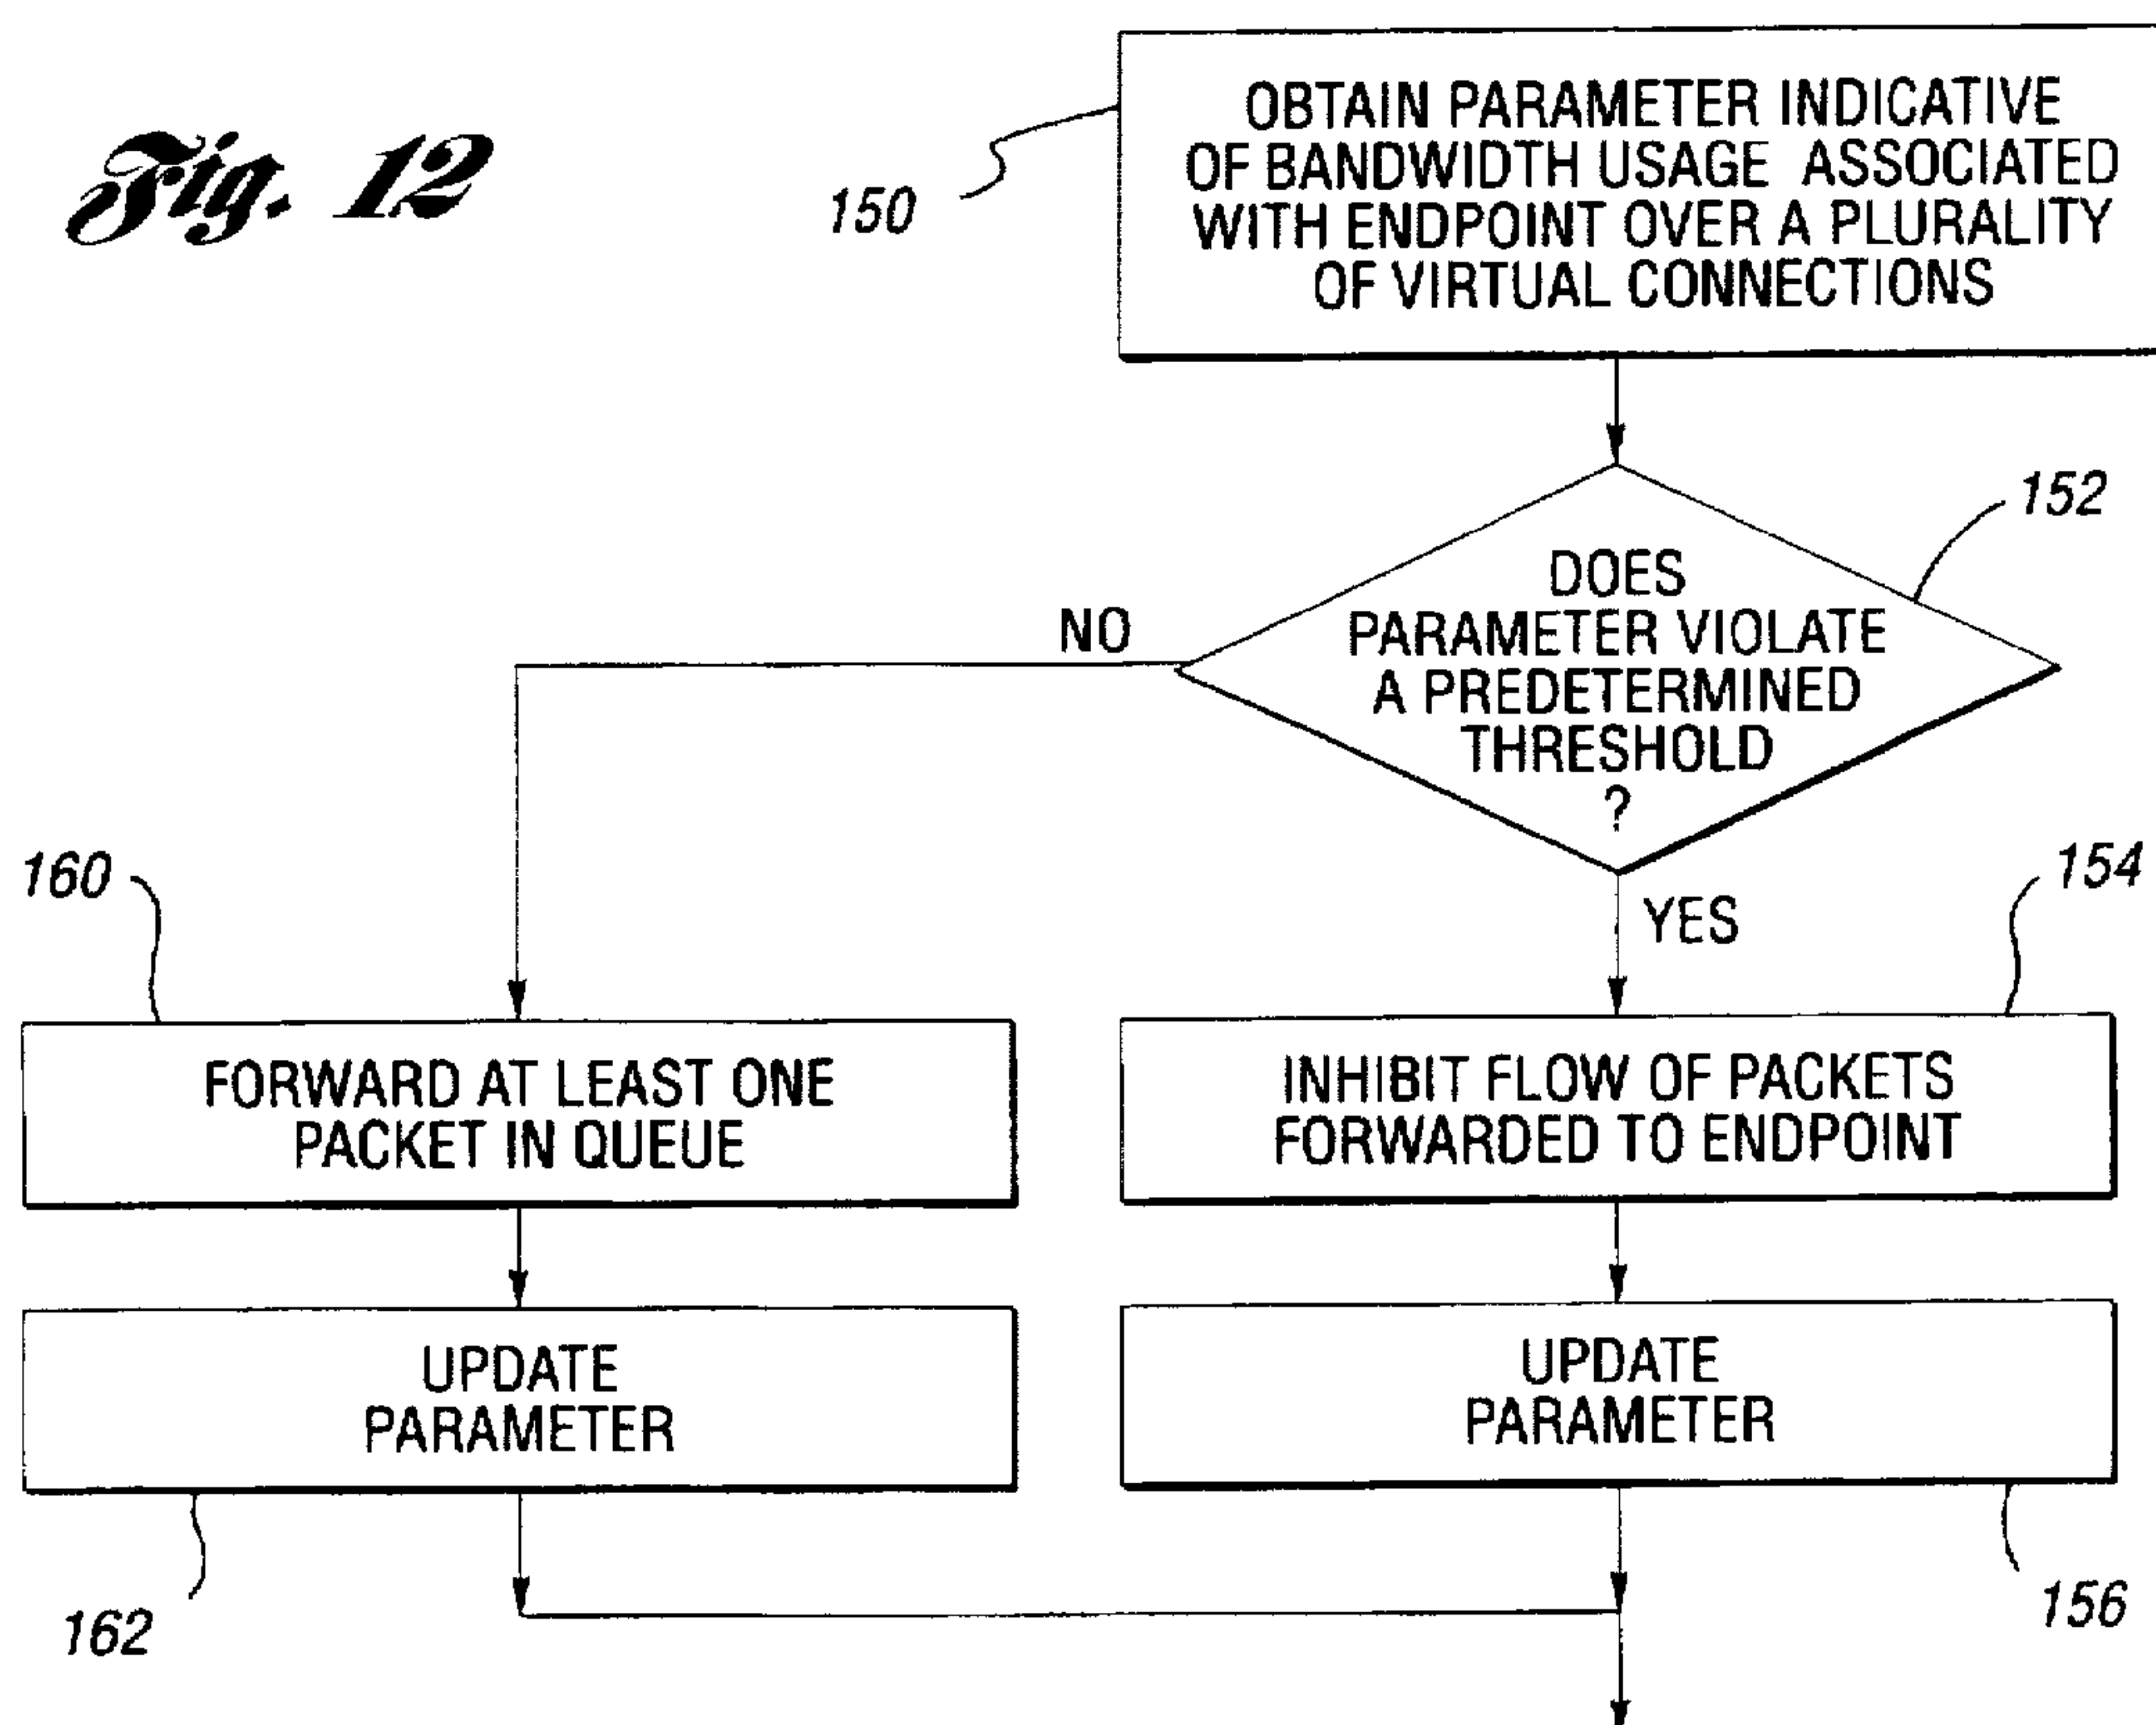 Fig. 12
150
OBTAIN PARAMETER INDICATIVE
OF BANDWIDTH USAGE ASSOCIATED
WITH ENDPOINT OVER A PLURALITY
OF VIRTUAL CONNECTIONS
152
DOES
PARAMETER VIOLATE
A PREDETERMINED
THRESHOLD
?
NO
YES
160
FORWARD AT LEAST ONE
PACKET IN QUEUE
154
INHIBIT FLOW OF PACKETS
FORWARDED TO ENDPOINT
UPDATE
PARAMETER
162
UPDATE
PARAMETER
156